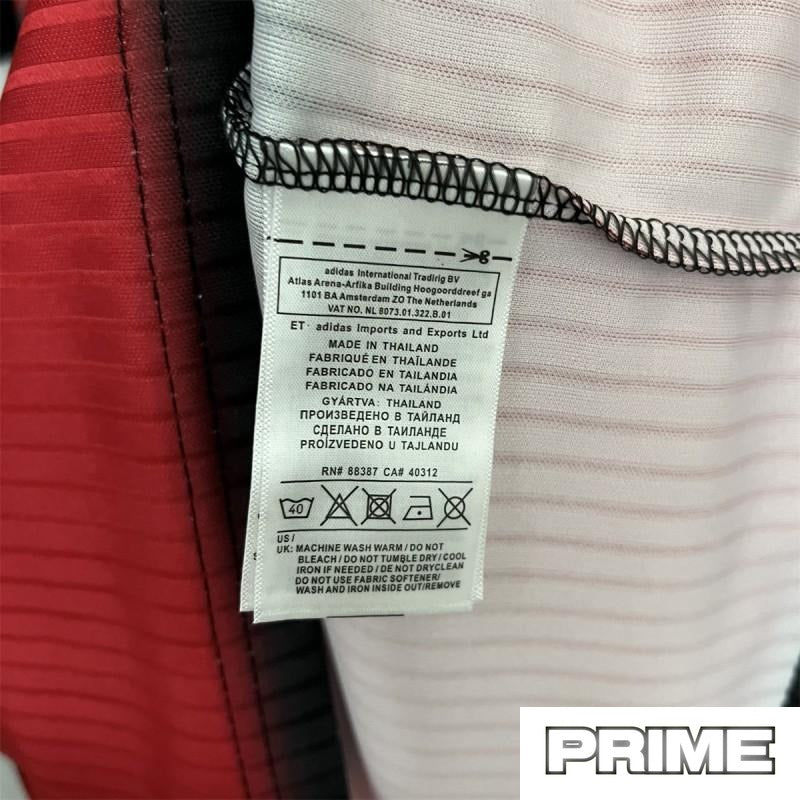 adidas International Tradirig BV
Atlas Arena-Arfika Building Hoogoorddreef ga
1101 BA Amsterdam ZO The Netherlands
VAT NO. NL 8073.01.322.B.01
ET· adidas Imports and Exports Ltd
MADE IN THAILAND
FABRIQUÉ EN THAÏLANDE
FABRICADO EN TAILANDIA
FABRICADO NA TAILÂNDIA
GYÁRTVA: THAILAND
ПРОИЗВЕДЕНО В ТАЙЛАНД
СДЕЛАНО В ТАИЛАНДЕ
PROIZVEDENO U TAJLANDU
RN# 88387 CA# 40312
40
US /
UK: MACHINE WASH WARM / DO NOT
BLEACH / DO NOT TUMBLE DRY / COOL
IRON IF NEEDED / DE NOT DRYCLEAN
DO NOT USE FABRIC SOFTENER/
WASH AND IRON INSIDE OUT/REMOVE
PRIME